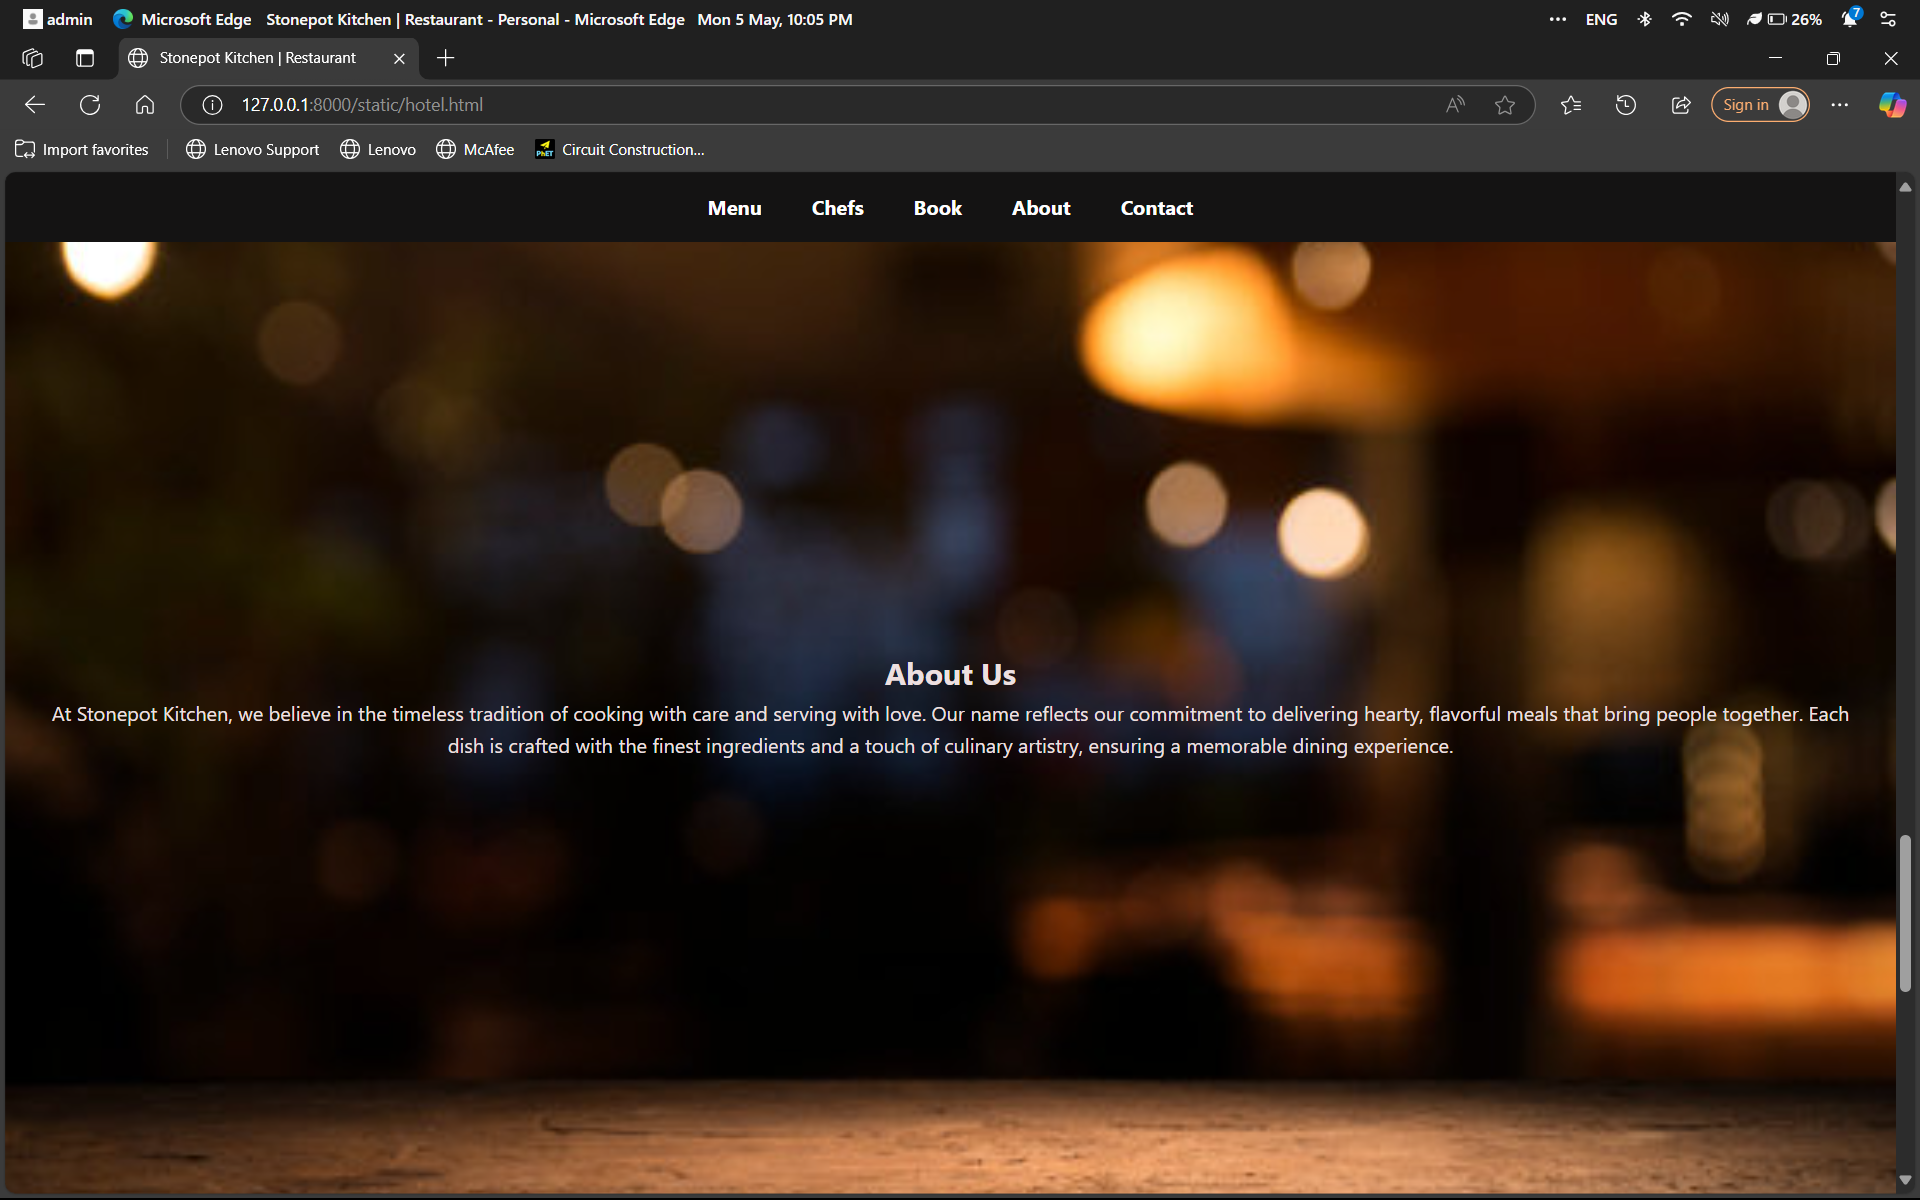 admin Microsoft Edge Stonepot Kitchen | Restaurant - Personal - Microsoft Edge Mon 5 May, 10:05 PM ENG 26% 7
Stonepot Kitchen | Restaurant
127.0.0.1:8000/static/hotel.html A Sign in
Import favorites Lenovo Support Lenovo McAfee PhET Circuit Construction...
Menu Chefs Book About Contact
About Us
At Stonepot Kitchen, we believe in the timeless tradition of cooking with care and serving with love. Our name reflects our commitment to delivering hearty, flavorful meals that bring people together. Each
dish is crafted with the finest ingredients and a touch of culinary artistry, ensuring a memorable dining experience.